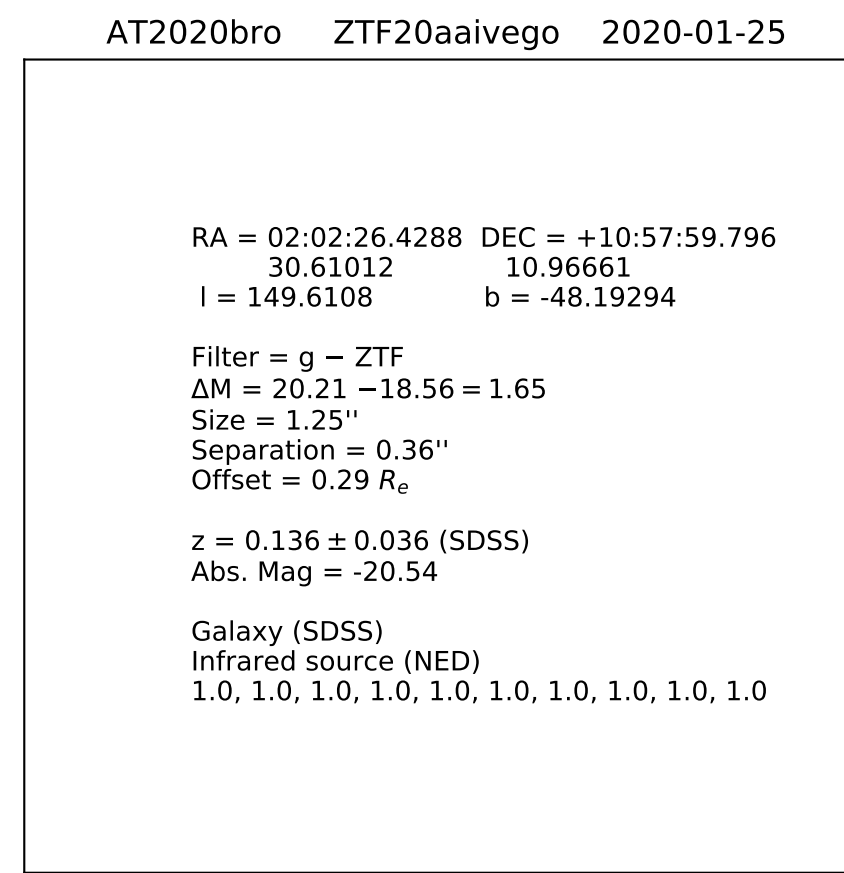 AT2020bro ZTF20aaivego 2020-01-25
RA = 02:02:26.4288 DEC = +10:57:59.796
30.61012 10.96661
l = 149.6108 b = -48.19294
Filter = g − ZTF
ΔM = 20.21 −18.56 = 1.65
Size = 1.25''
Separation = 0.36''
Offset = 0.29 Rₑ
z = 0.136 ± 0.036 (SDSS)
Abs. Mag = -20.54
Galaxy (SDSS)
Infrared source (NED)
1.0, 1.0, 1.0, 1.0, 1.0, 1.0, 1.0, 1.0, 1.0, 1.0